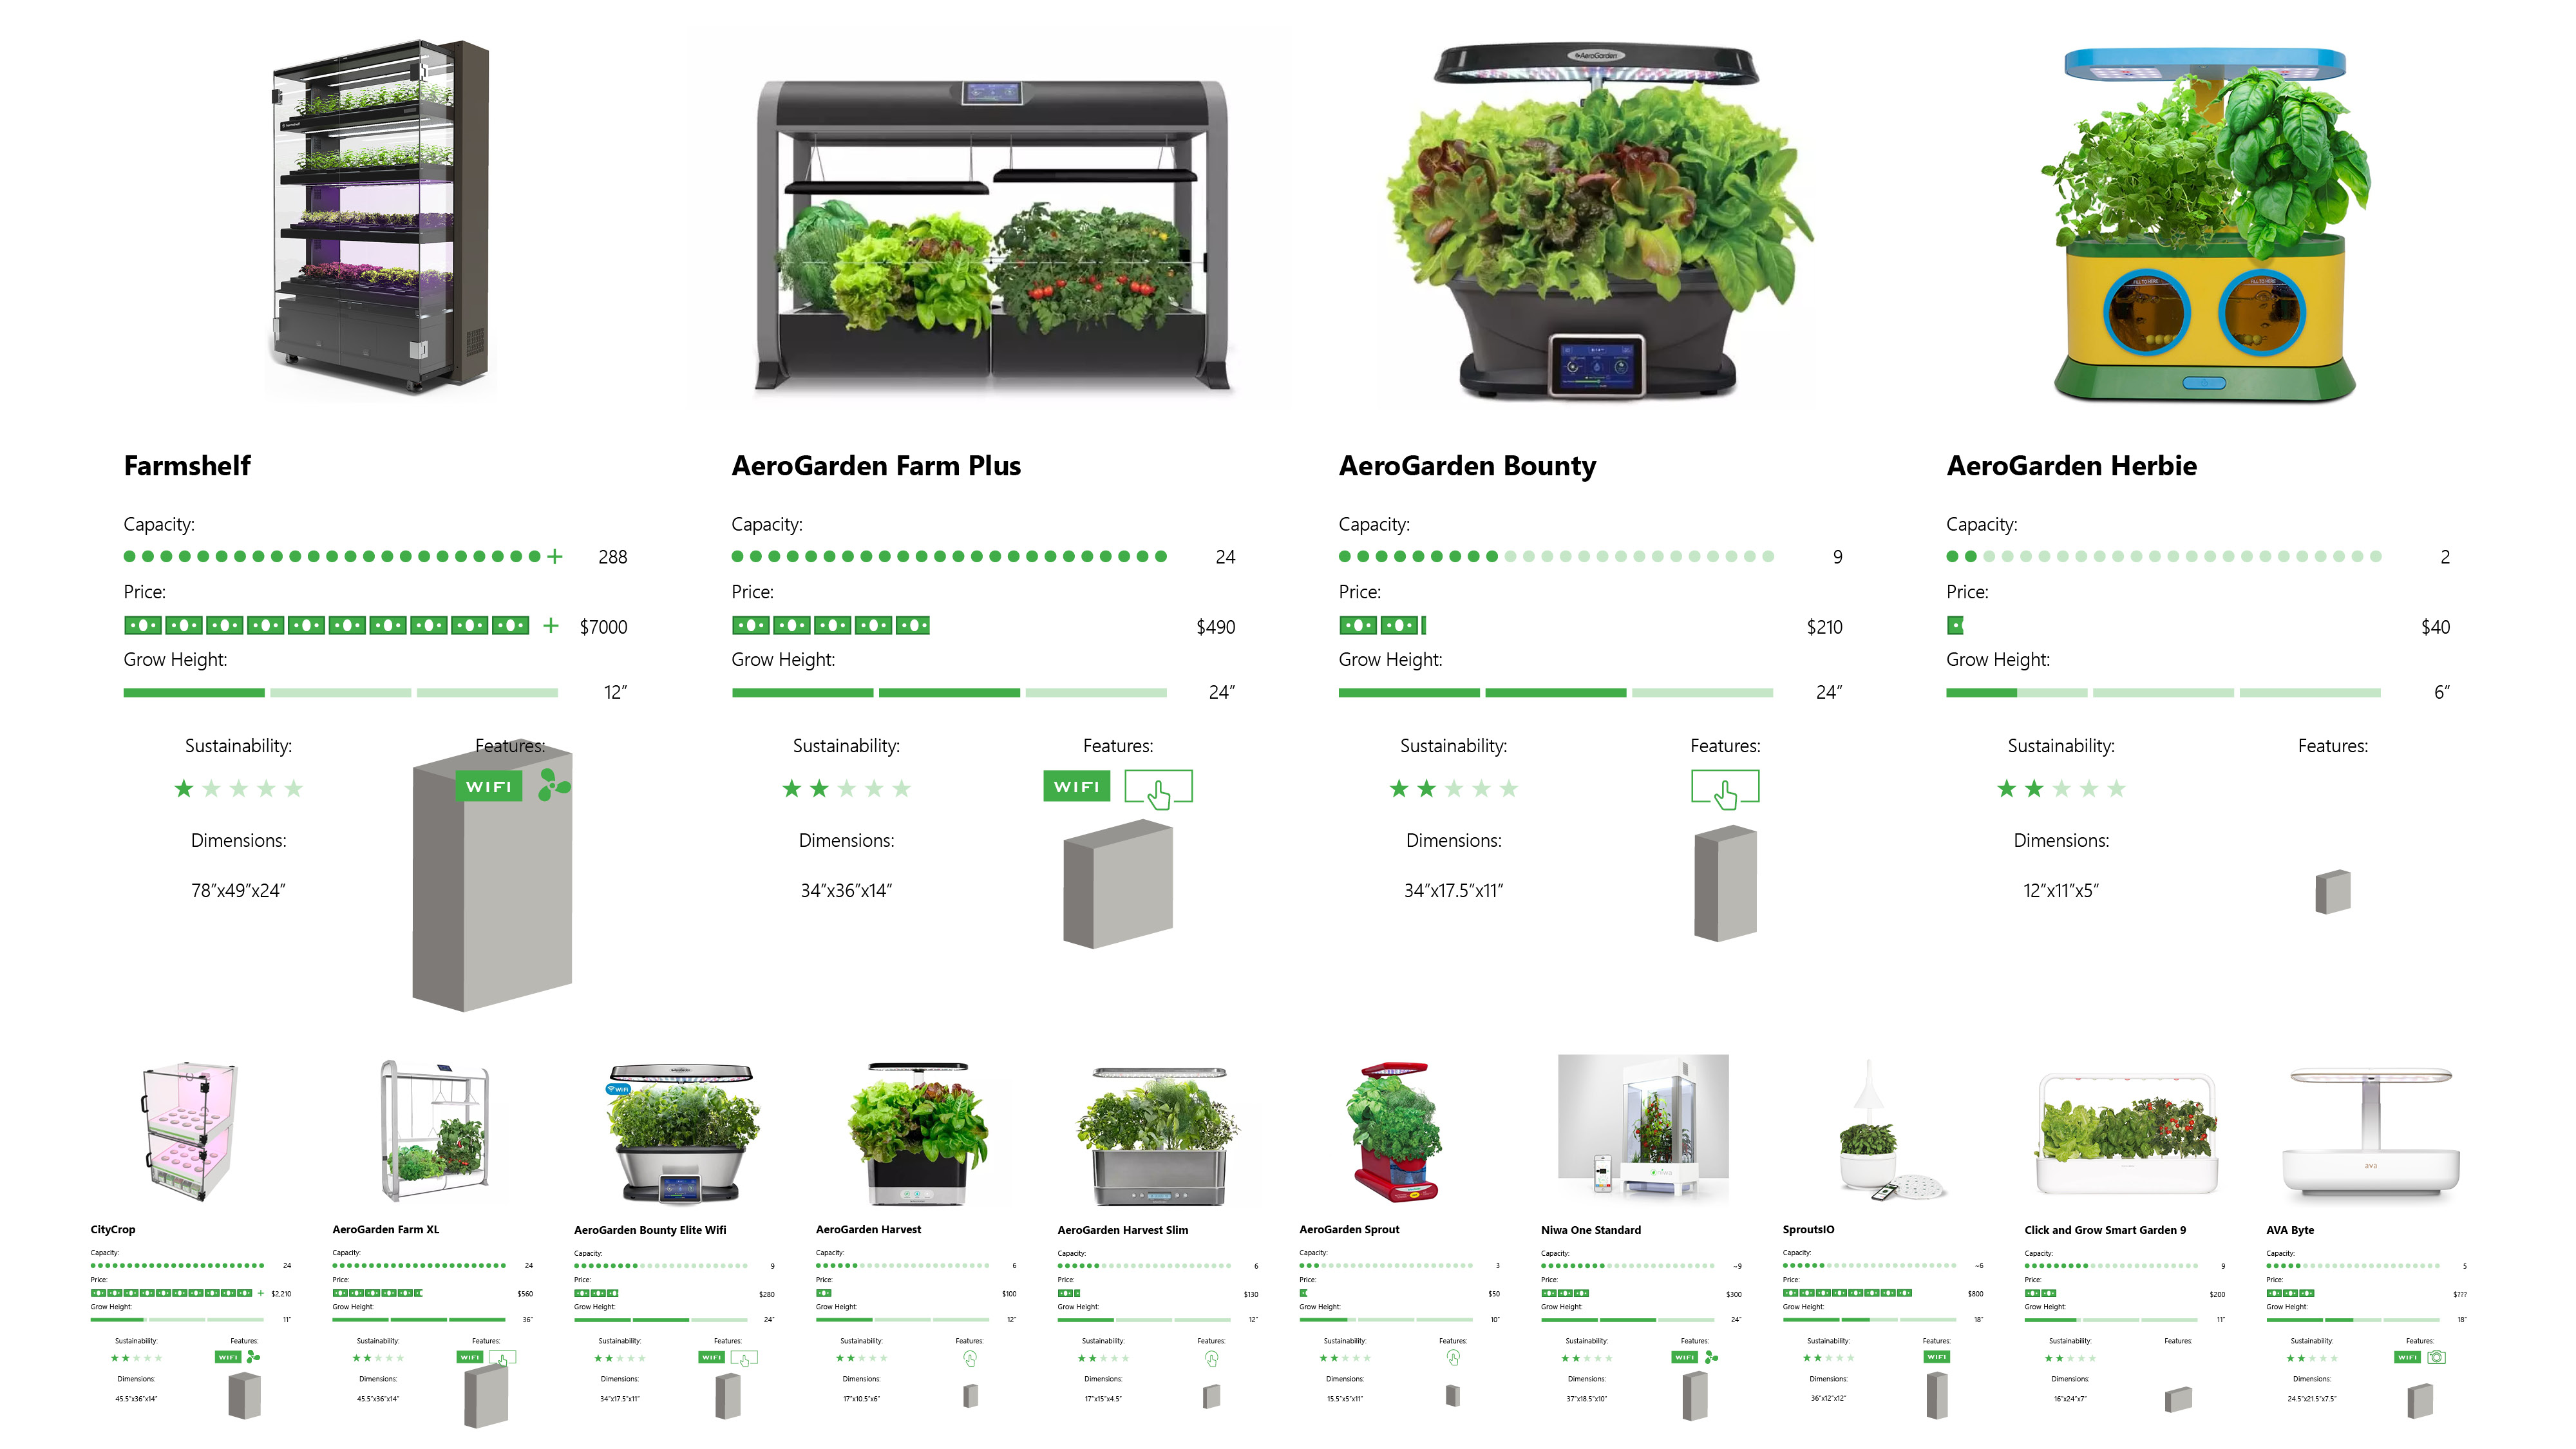 AeroGarden
Farmshelf
Capacity:
288
Price:
$7000
Grow Height:
12"
Sustainability:
Features:
WIFI
Dimensions:
78"x49"x24"
AeroGarden Farm Plus
Capacity:
24
Price:
$490
Grow Height:
24"
Sustainability:
Features:
WIFI
Dimensions:
34"x36"x14"
AeroGarden Bounty
Capacity:
9
Price:
$210
Grow Height:
24"
Sustainability:
Features:
Dimensions:
34"x17.5"x11"
FILL TO HERE
FILL TO HERE
AeroGarden Herbie
Capacity:
2
Price:
$40
Grow Height:
6"
Sustainability:
Features:
Dimensions:
12"x11"x5"
CityCrop
Capacity:
24
Price:
$2,210
Grow Height:
11"
Sustainability:
Features:
WIFI
Dimensions:
45.5"x36"x14"
AeroGarden Farm XL
Capacity:
24
Price:
$560
Grow Height:
36"
Sustainability:
Features:
WIFI
Dimensions:
45.5"x36"x14"
WiFi
AeroGarden Bounty Elite Wifi
Capacity:
9
Price:
$280
Grow Height:
24"
Sustainability:
Features:
WIFI
Dimensions:
34"x17.5"x11"
AeroGarden Harvest
Capacity:
6
Price:
$100
Grow Height:
12"
Sustainability:
Features:
Dimensions:
17"x10.5"x6"
AeroGarden Harvest Slim
Capacity:
6
Price:
$130
Grow Height:
12"
Sustainability:
Features:
Dimensions:
17"x15"x4.5"
AeroGarden Sprout
Capacity:
3
Price:
$50
Grow Height:
10"
Sustainability:
Features:
Dimensions:
15.5"x5"x11"
niwa
Niwa One Standard
Capacity:
~9
Price:
$300
Grow Height:
24"
Sustainability:
Features:
WIFI
Dimensions:
37"x18.5"x10"
SproutsIO
Capacity:
~6
Price:
$800
Grow Height:
18"
Sustainability:
Features:
WIFI
Dimensions:
36"x12"x12"
Click and Grow Smart Garden 9
Capacity:
9
Price:
$200
Grow Height:
11"
Sustainability:
Features:
Dimensions:
16"x24"x7"
ava
AVA Byte
Capacity:
5
Price:
$???
Grow Height:
18"
Sustainability:
Features:
WIFI
Dimensions:
24.5"x21.5"x7.5"